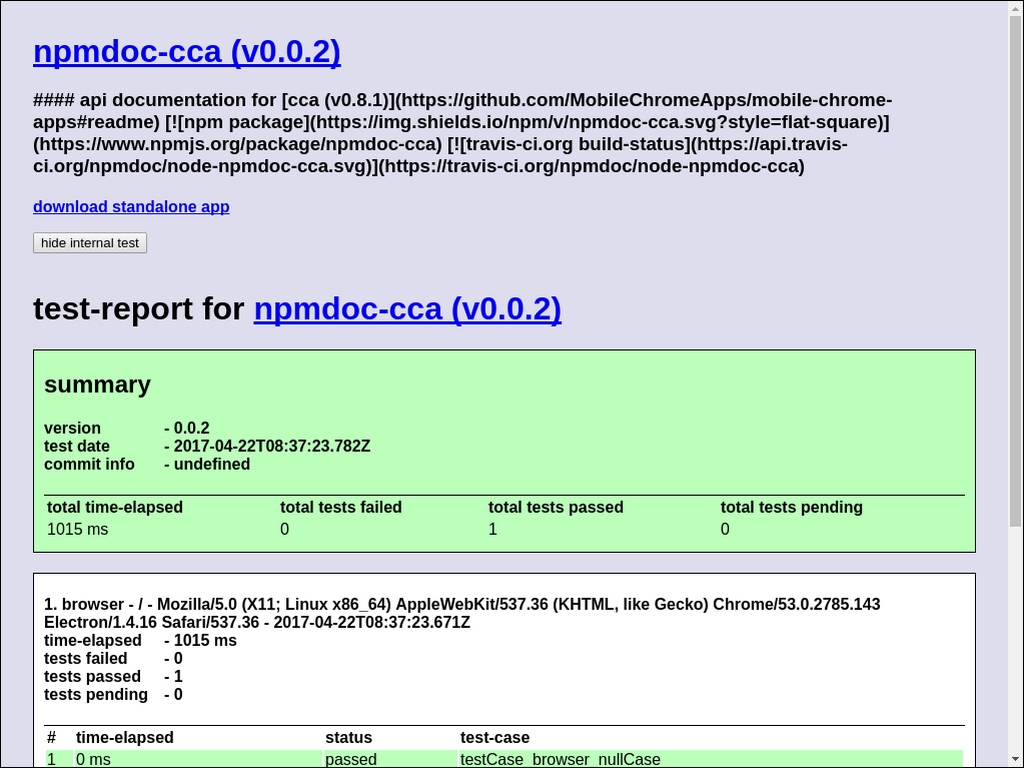 npmdoc-cca (v0.0.2)
#### api documentation for [cca (v0.8.1)](https://github.com/MobileChromeApps/mobile-chrome-
apps#readme) [![npm package](https://img.shields.io/npm/v/npmdoc-cca.svg?style=flat-square)]
(https://www.npmjs.org/package/npmdoc-cca) [![travis-ci.org build-status](https://api.travis-
ci.org/npmdoc/node-npmdoc-cca.svg)](https://travis-ci.org/npmdoc/node-npmdoc-cca)
download standalone app
hide internal test
test-report for npmdoc-cca (v0.0.2)
summary
version - 0.0.2
test date - 2017-04-22T08:37:23.782Z
commit info - undefined
total time-elapsed total tests failed total tests passed total tests pending
1015 ms 0 1 0
1. browser - / - Mozilla/5.0 (X11; Linux x86_64) AppleWebKit/537.36 (KHTML, like Gecko) Chrome/53.0.2785.143
Electron/1.4.16 Safari/537.36 - 2017-04-22T08:37:23.671Z
time-elapsed - 1015 ms
tests failed - 0
tests passed - 1
tests pending - 0
# time-elapsed status test-case
1 0 ms passed testCase_browser_nullCase